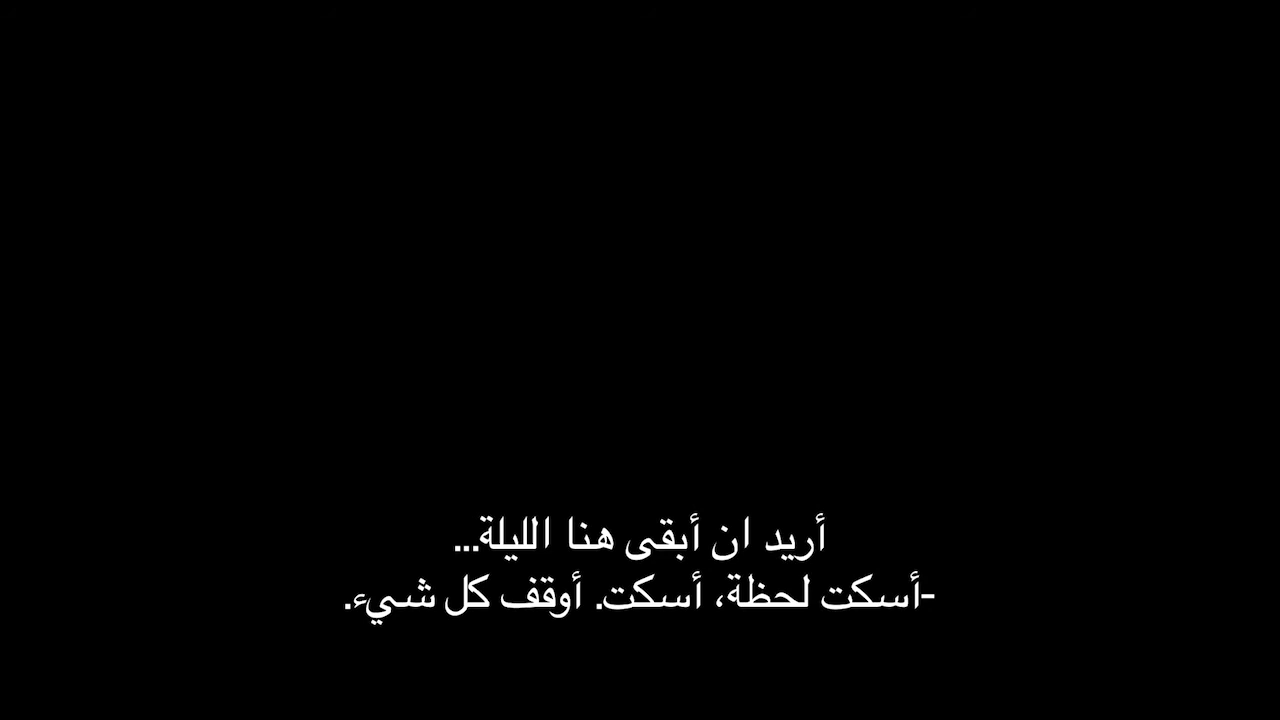 أريد ان أبقى هنا الليلة...
-أسكت لحظة، أسكت. أوقف كل شيء.